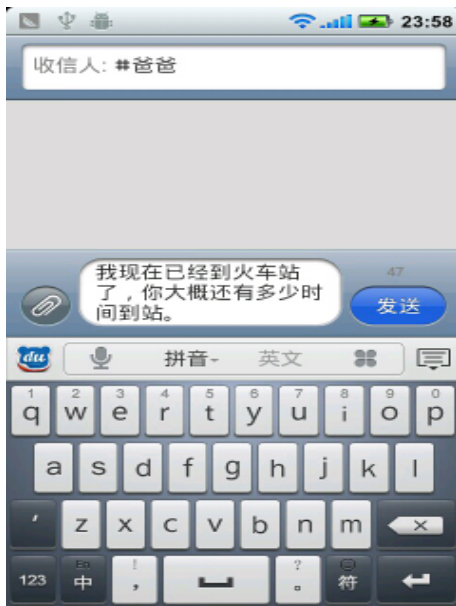 23:58
收信人: #爸爸
我现在已经到火车站
了，你大概还有多少时
间到站。
47
发送
du
拼音
英文
1 2 3 4 5 6 7 8 9 0
q w e r t y u i o p
a s d f g h j k l
' z x c v b n m
En ! ?
123 中 , 。 符